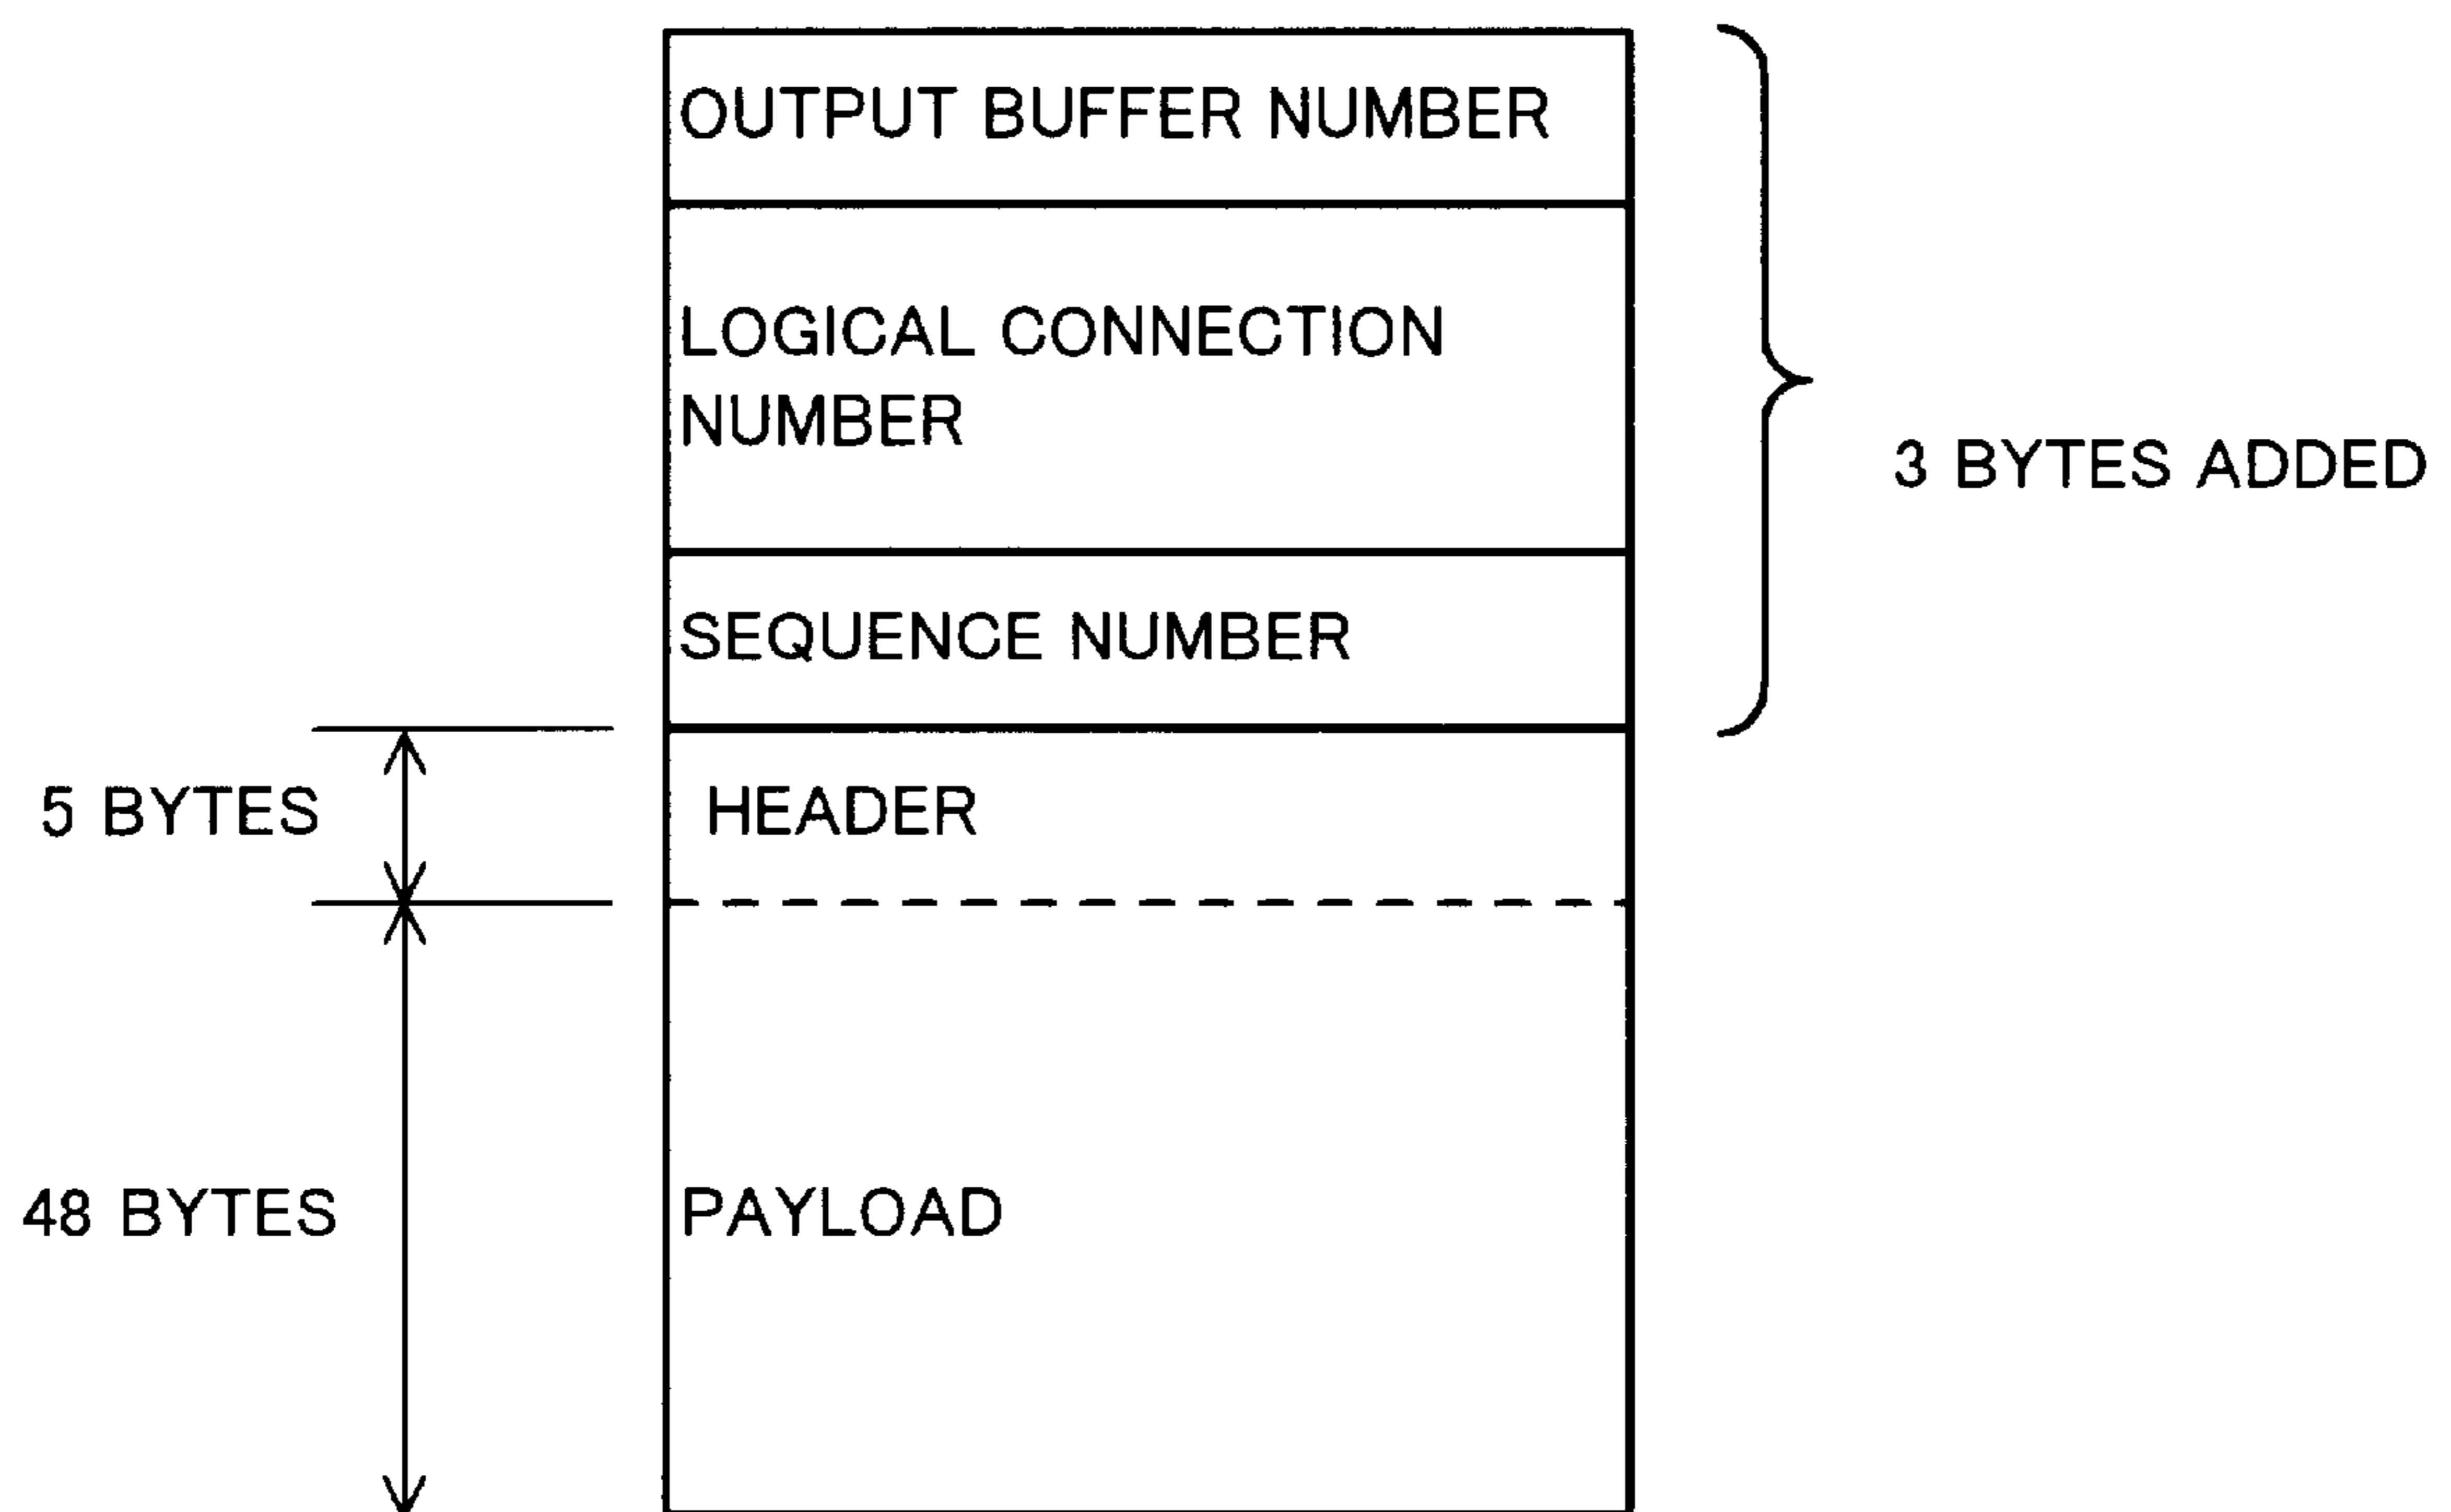 OUTPUT BUFFER NUMBER
LOGICAL CONNECTION
NUMBER
3 BYTES ADDED
SEQUENCE NUMBER
5 BYTES
HEADER
48 BYTES
PAYLOAD